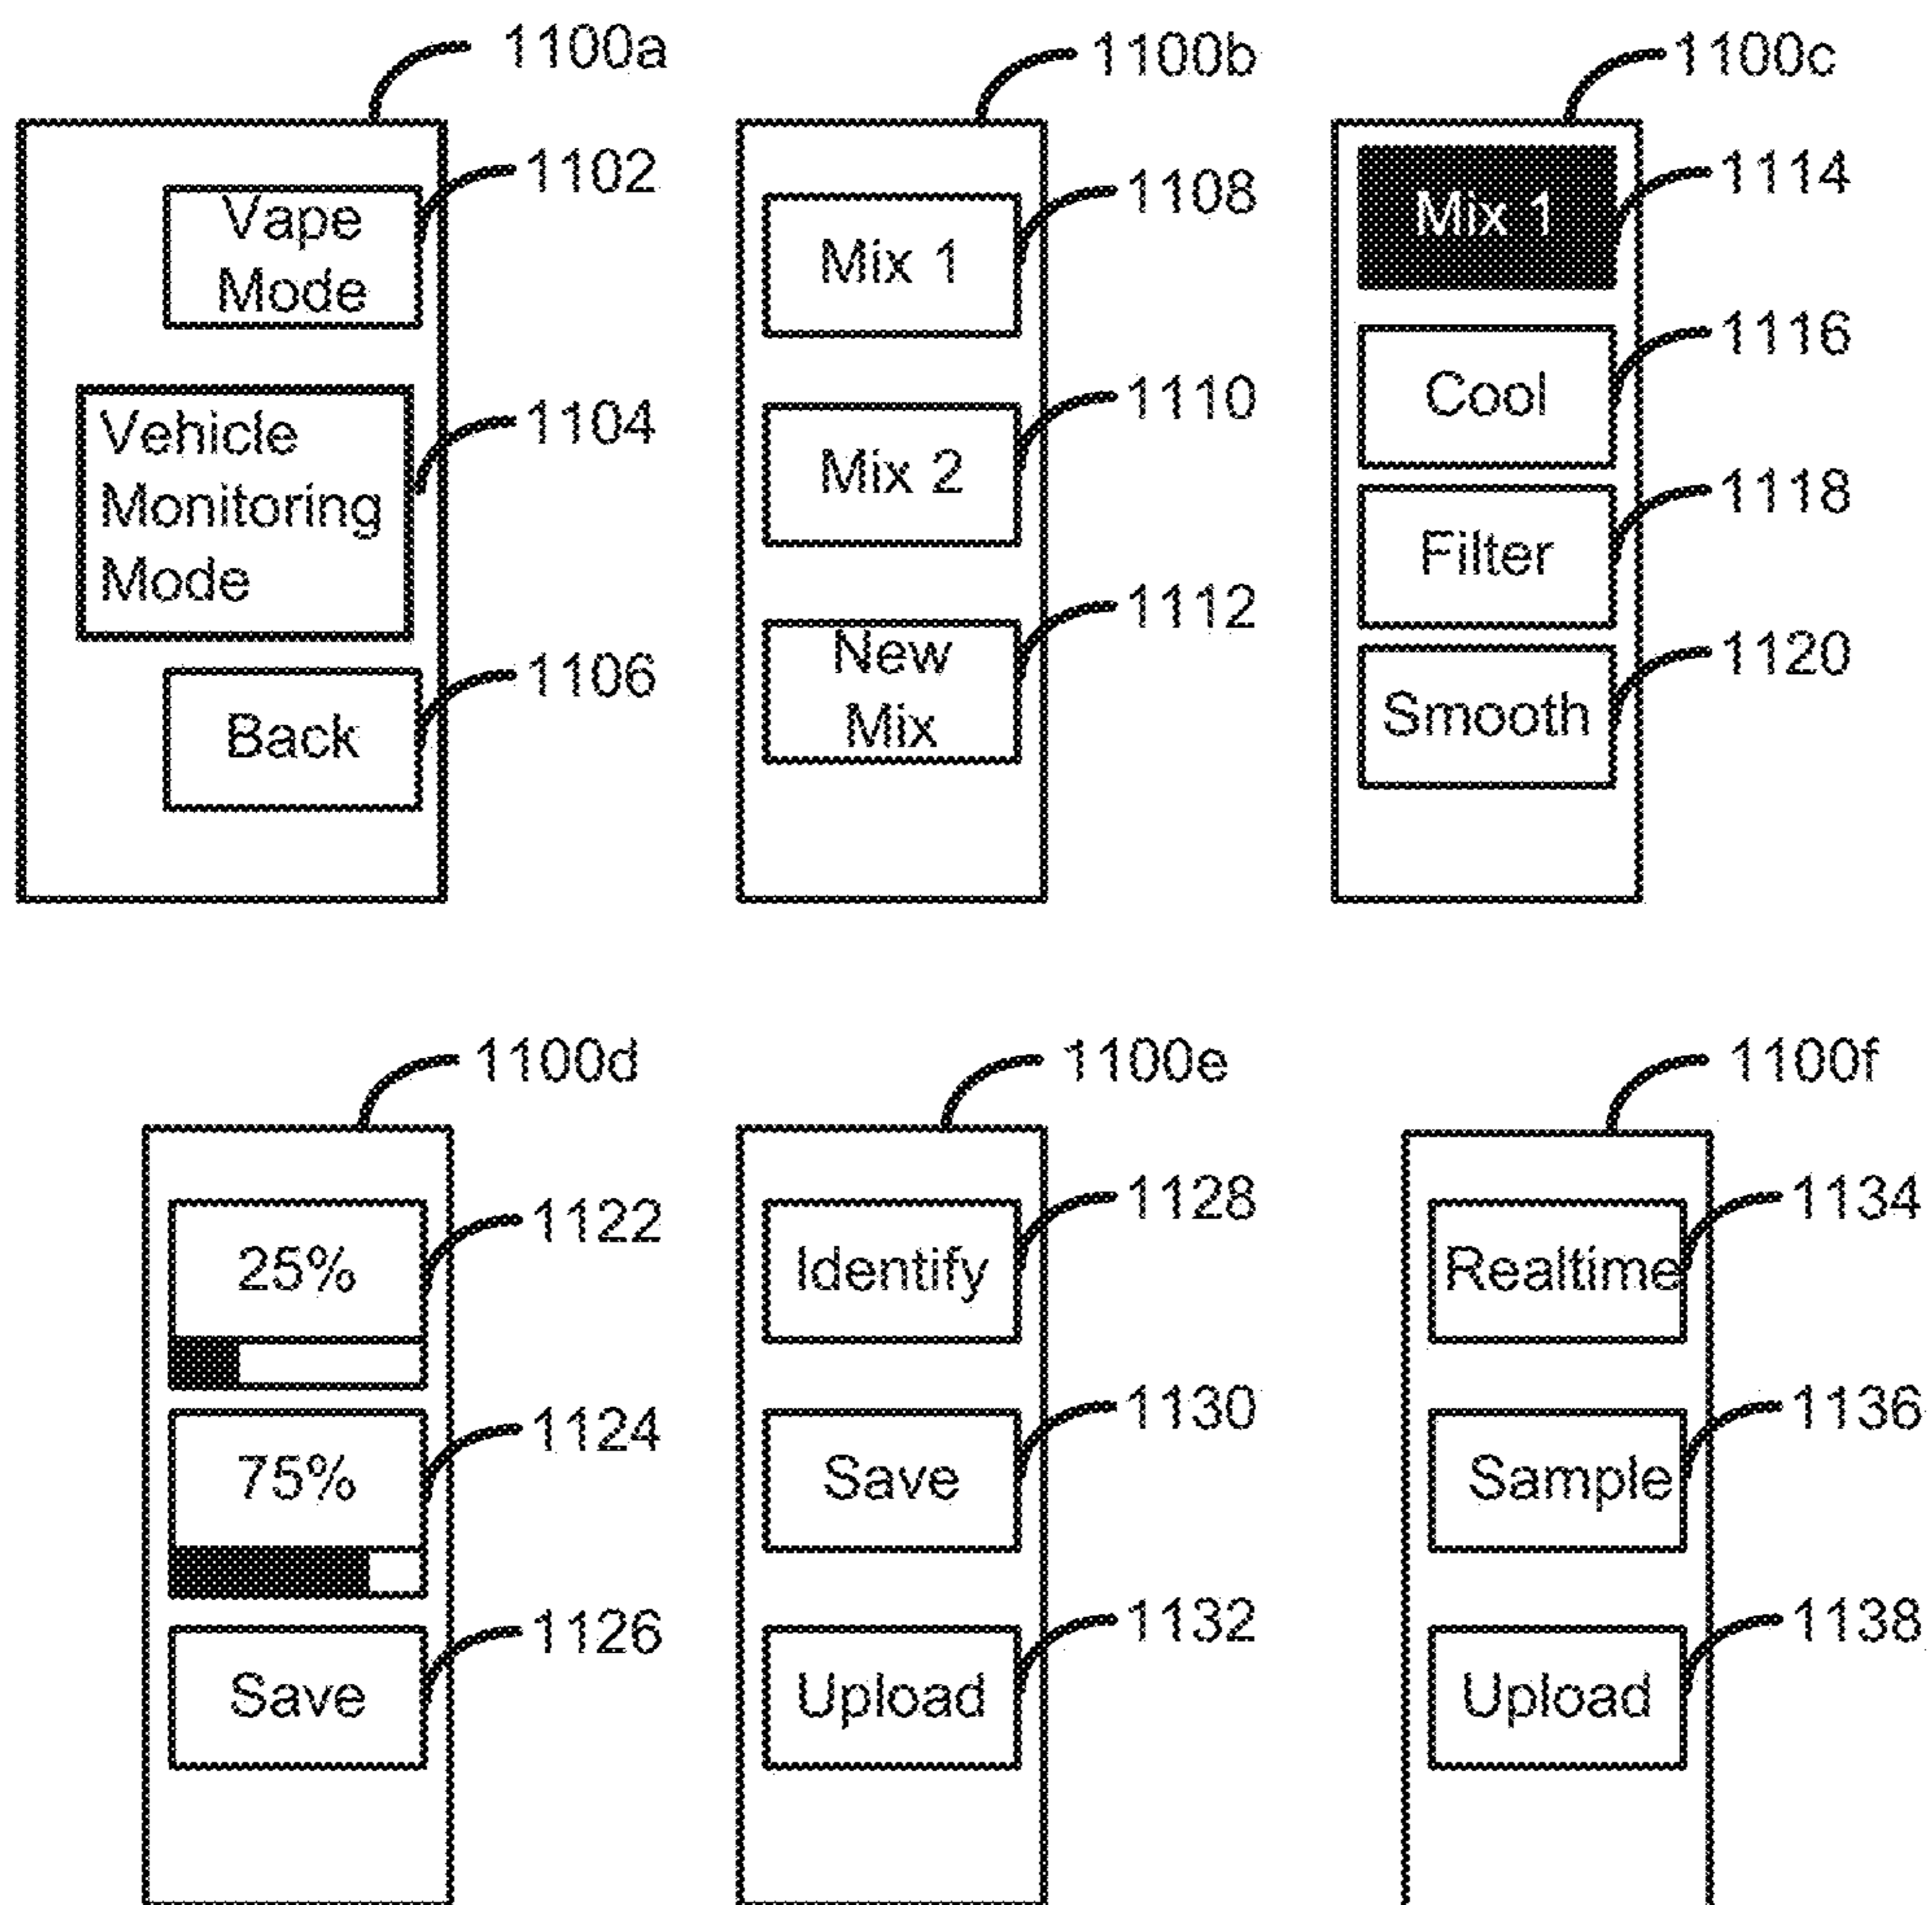 1100a
1102
Vape
Mode
1104
Vehicle
Monitoring
Mode
1106
Back
1100b
1108
Mix 1
1110
Mix 2
1112
New
Mix
1100c
1114
Mix 1
1116
Cool
1118
Filter
1120
Smooth
1100d
1122
25%
1124
75%
1126
Save
1100e
1128
Identify
1130
Save
1132
Upload
1100f
1134
Realtime
1136
Sample
1138
Upload